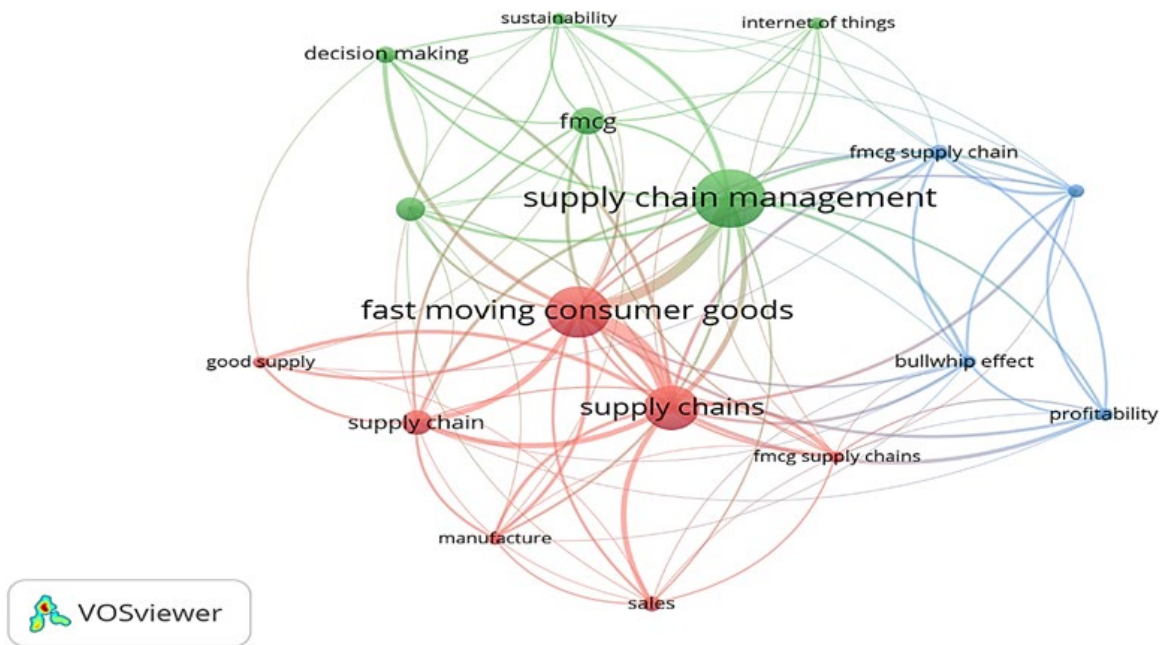 sustainability
internet of things
decision making
fmcg
fmcg supply chain
supply chain management
fast moving consumer goods
good supply
bullwhip effect
supply chains
profitability
supply chain
fmcg supply chains
manufacture
sales
VOSviewer